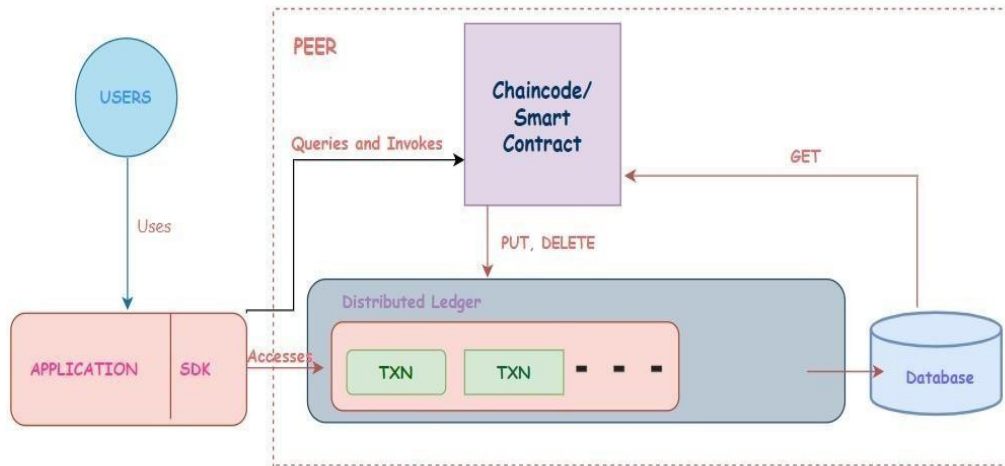 PEER
USERS
Chaincode/
Smart
Contract
Queries and Invokes
GET
Uses
PUT, DELETE
Distributed Ledger
APPLICATION
SDK
Accesses
TXN
TXN
Database